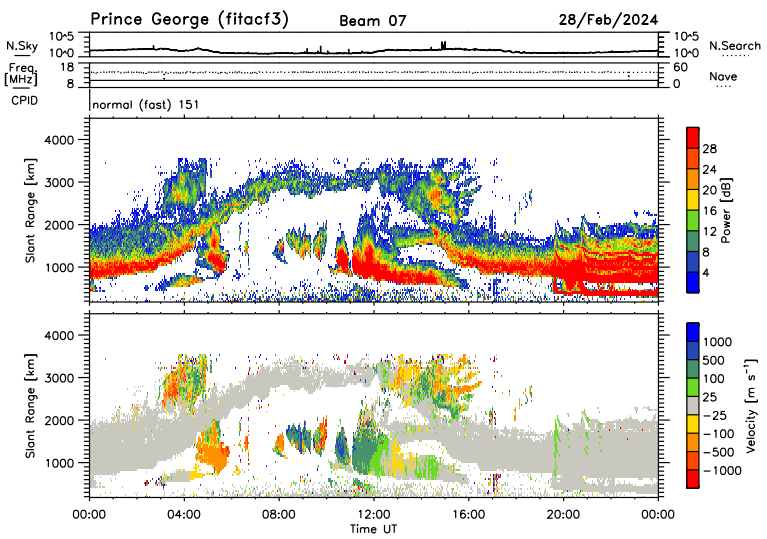 Prince George (fitacf3) Beam 07 28/Feb/2024
N.Sky 10^5 10^0 10^5 10^0 N.Search
Freq. [MHz] 18 8 60 0 Nave
CPID normal (fast) 151
Slant Range [km] 4000 3000 2000 1000
28 24 20 16 12 8 4 Power [dB]
Slant Range [km] 4000 3000 2000 1000
1000 500 100 25 −25 −100 −500 −1000 Velocity [m s⁻¹]
00:00 04:00 08:00 12:00 16:00 20:00 00:00
Time UT